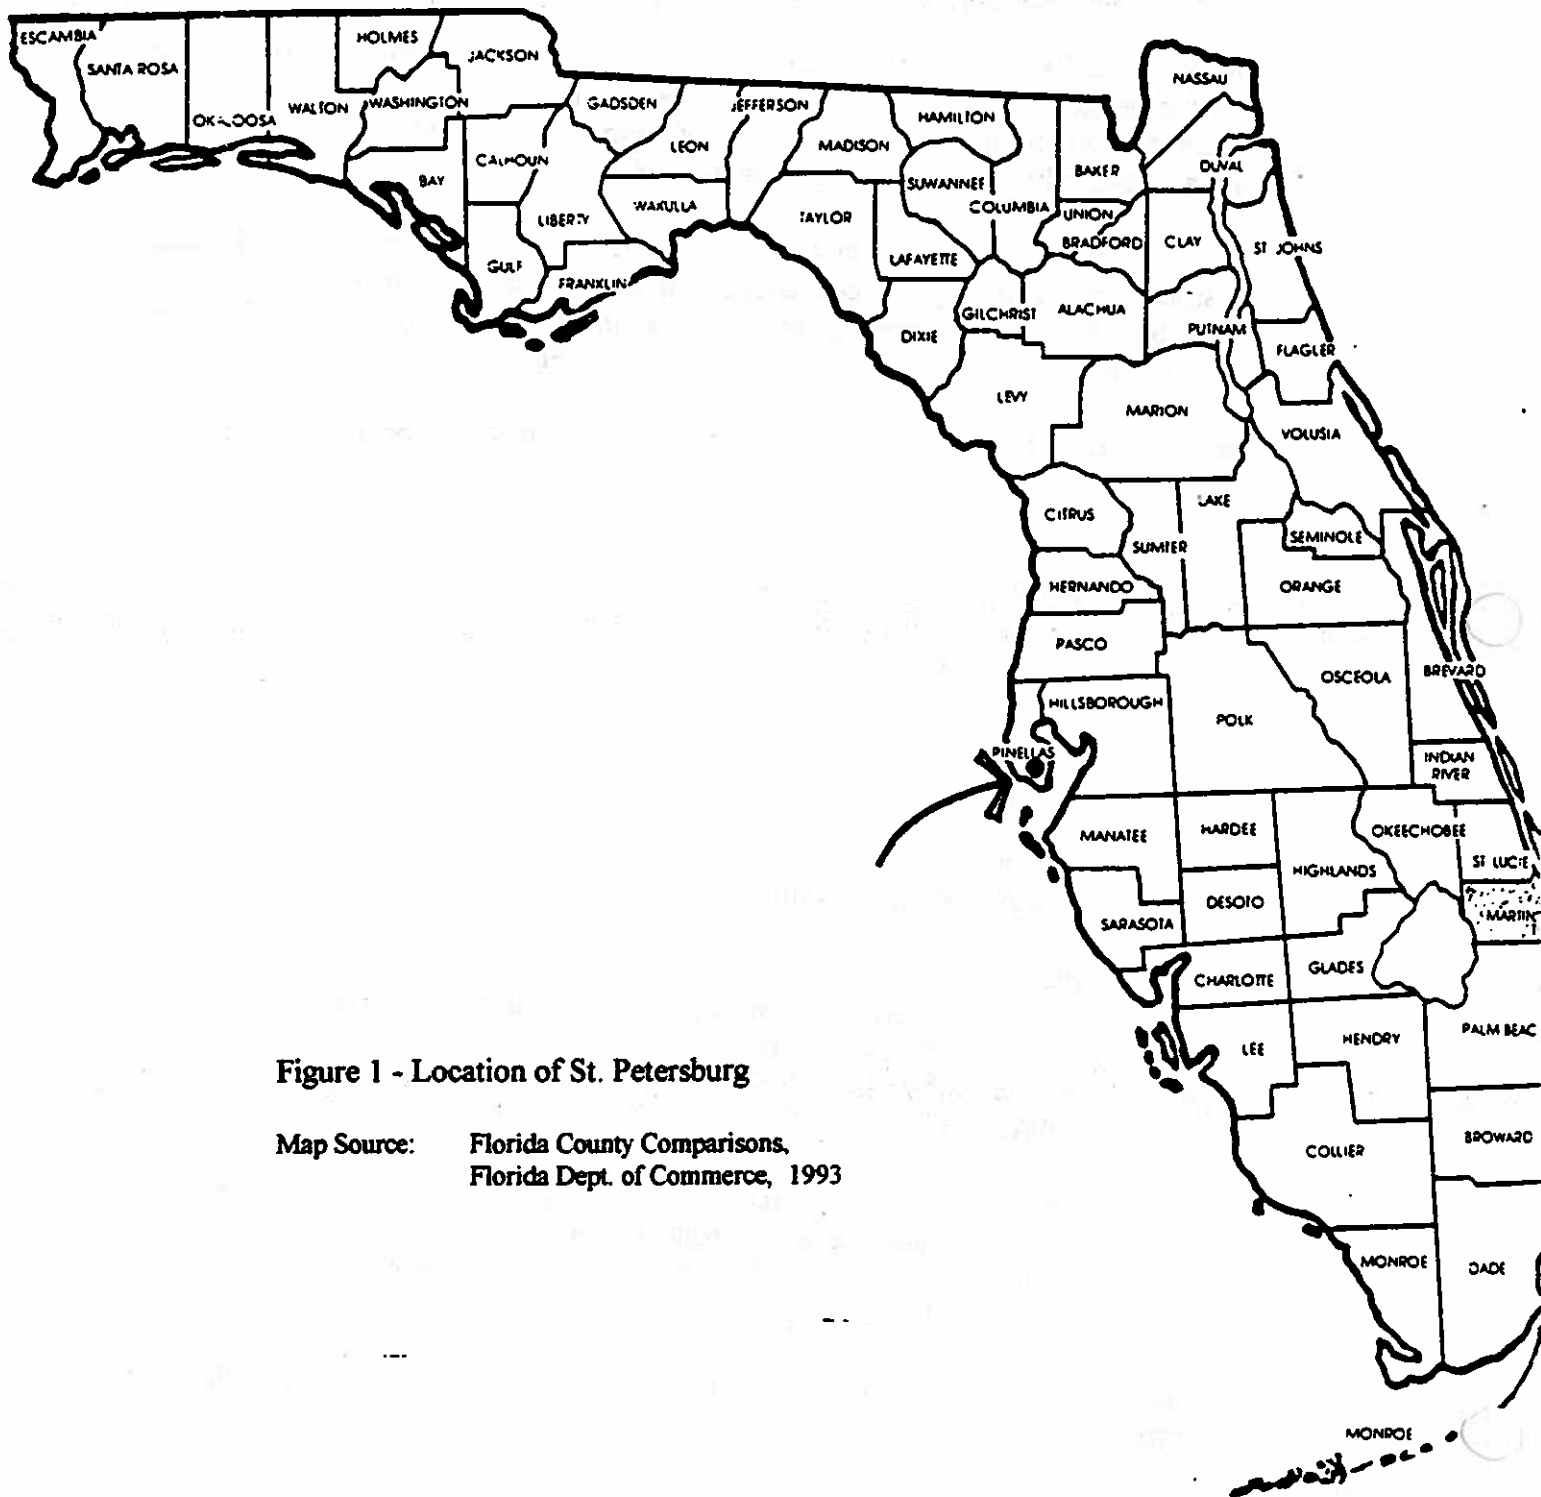 ESCAMBIA
SANTA ROSA
OKALOOSA
WALTON
HOLMES
WASHINGTON
JACKSON
BAY
CALHOUN
GULF
LIBERTY
GADSDEN
FRANKLIN
LEON
WAKULLA
JEFFERSON
MADISON
TAYLOR
HAMILTON
SUWANNEE
LAFAYETTE
DIXIE
COLUMBIA
GILCHRIST
BAKER
UNION
BRADFORD
ALACHUA
LEVY
NASSAU
DUVAL
CLAY
ST JOHNS
PUTNAM
FLAGLER
MARION
VOLUSIA
CITRUS
SUMTER
LAKE
SEMINOLE
HERNANDO
ORANGE
PASCO
OSCEOLA
BREVARD
HILLSBOROUGH
POLK
PINELLAS
INDIAN
RIVER
MANATEE
HARDEE
OKEECHOBEE
HIGHLANDS
ST LUCIE
SARASOTA
DESOTO
MARTIN
CHARLOTTE
GLADES
LEE
HENDRY
PALM BEAC
COLLIER
BROWARD
MONROE
DADE
MONROE
Figure 1 - Location of St. Petersburg
Map Source: Florida County Comparisons,
Florida Dept. of Commerce, 1993